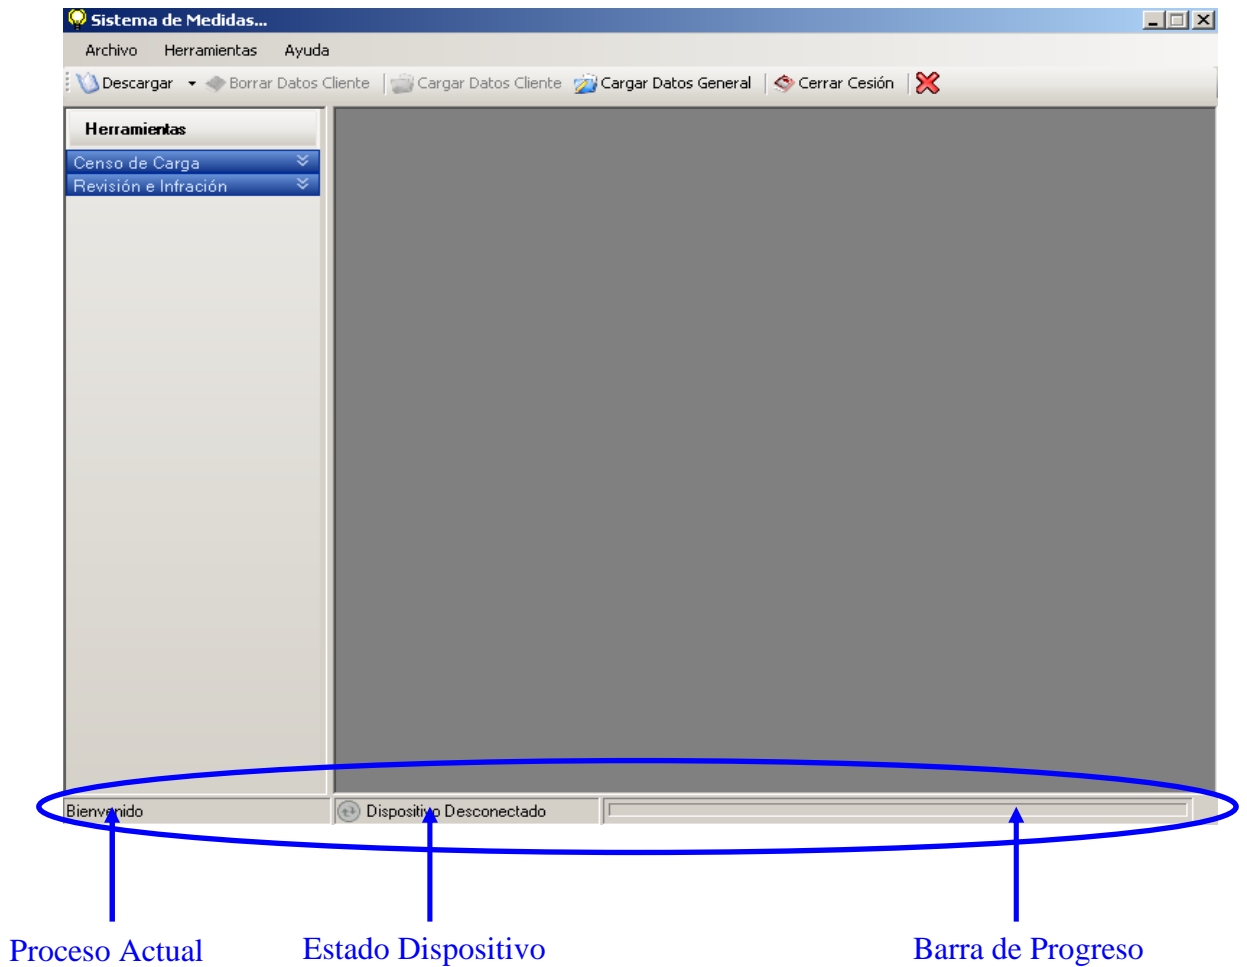 Sistema de Medidas...
Archivo Herramientas Ayuda
Descargar Borrar Datos Cliente Cargar Datos Cliente Cargar Datos General Cerrar Cesión
Herramientas
Censo de Carga
Revisión e Infración
Bienvenido Dispositivo Desconectado
Proceso Actual Estado Dispositivo Barra de Progreso